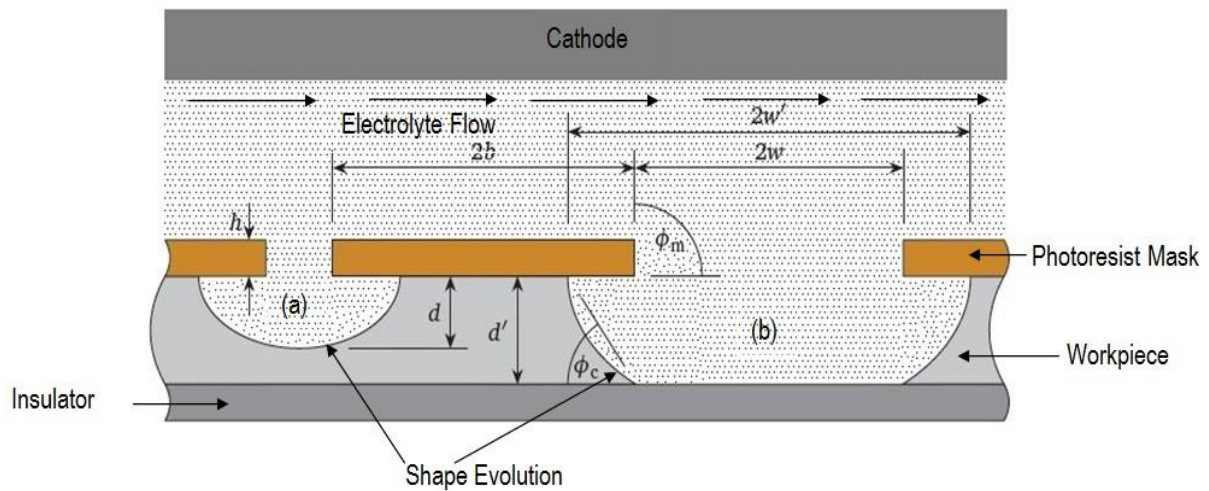 Cathode
Electrolyte Flow
2w'
2b
2w
h
ϕm
Photoresist Mask
(a)
d
d'
(b)
ϕc
Workpiece
Insulator
Shape Evolution